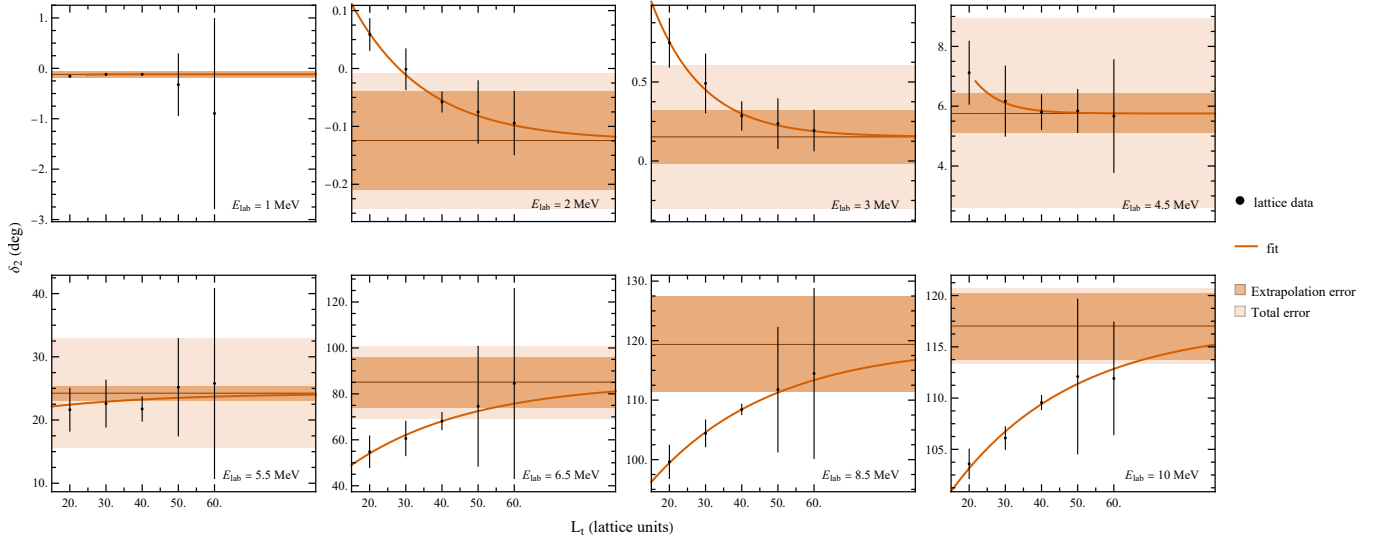 1.
0.
−1.
−2.
−3.
E_lab = 1 MeV
0.1
0.
−0.1
−0.2
E_lab = 2 MeV
0.5
0.
E_lab = 3 MeV
8.
6.
4.
E_lab = 4.5 MeV
δ₂ (deg)
40.
30.
20.
10.
20. 30. 40. 50. 60.
E_lab = 5.5 MeV
120.
100.
80.
60.
40.
20. 30. 40. 50. 60.
E_lab = 6.5 MeV
130.
120.
110.
100.
20. 30. 40. 50. 60.
E_lab = 8.5 MeV
120.
115.
110.
105.
20. 30. 40. 50. 60.
E_lab = 10 MeV
L_t (lattice units)
lattice data
fit
Extrapolation error
Total error